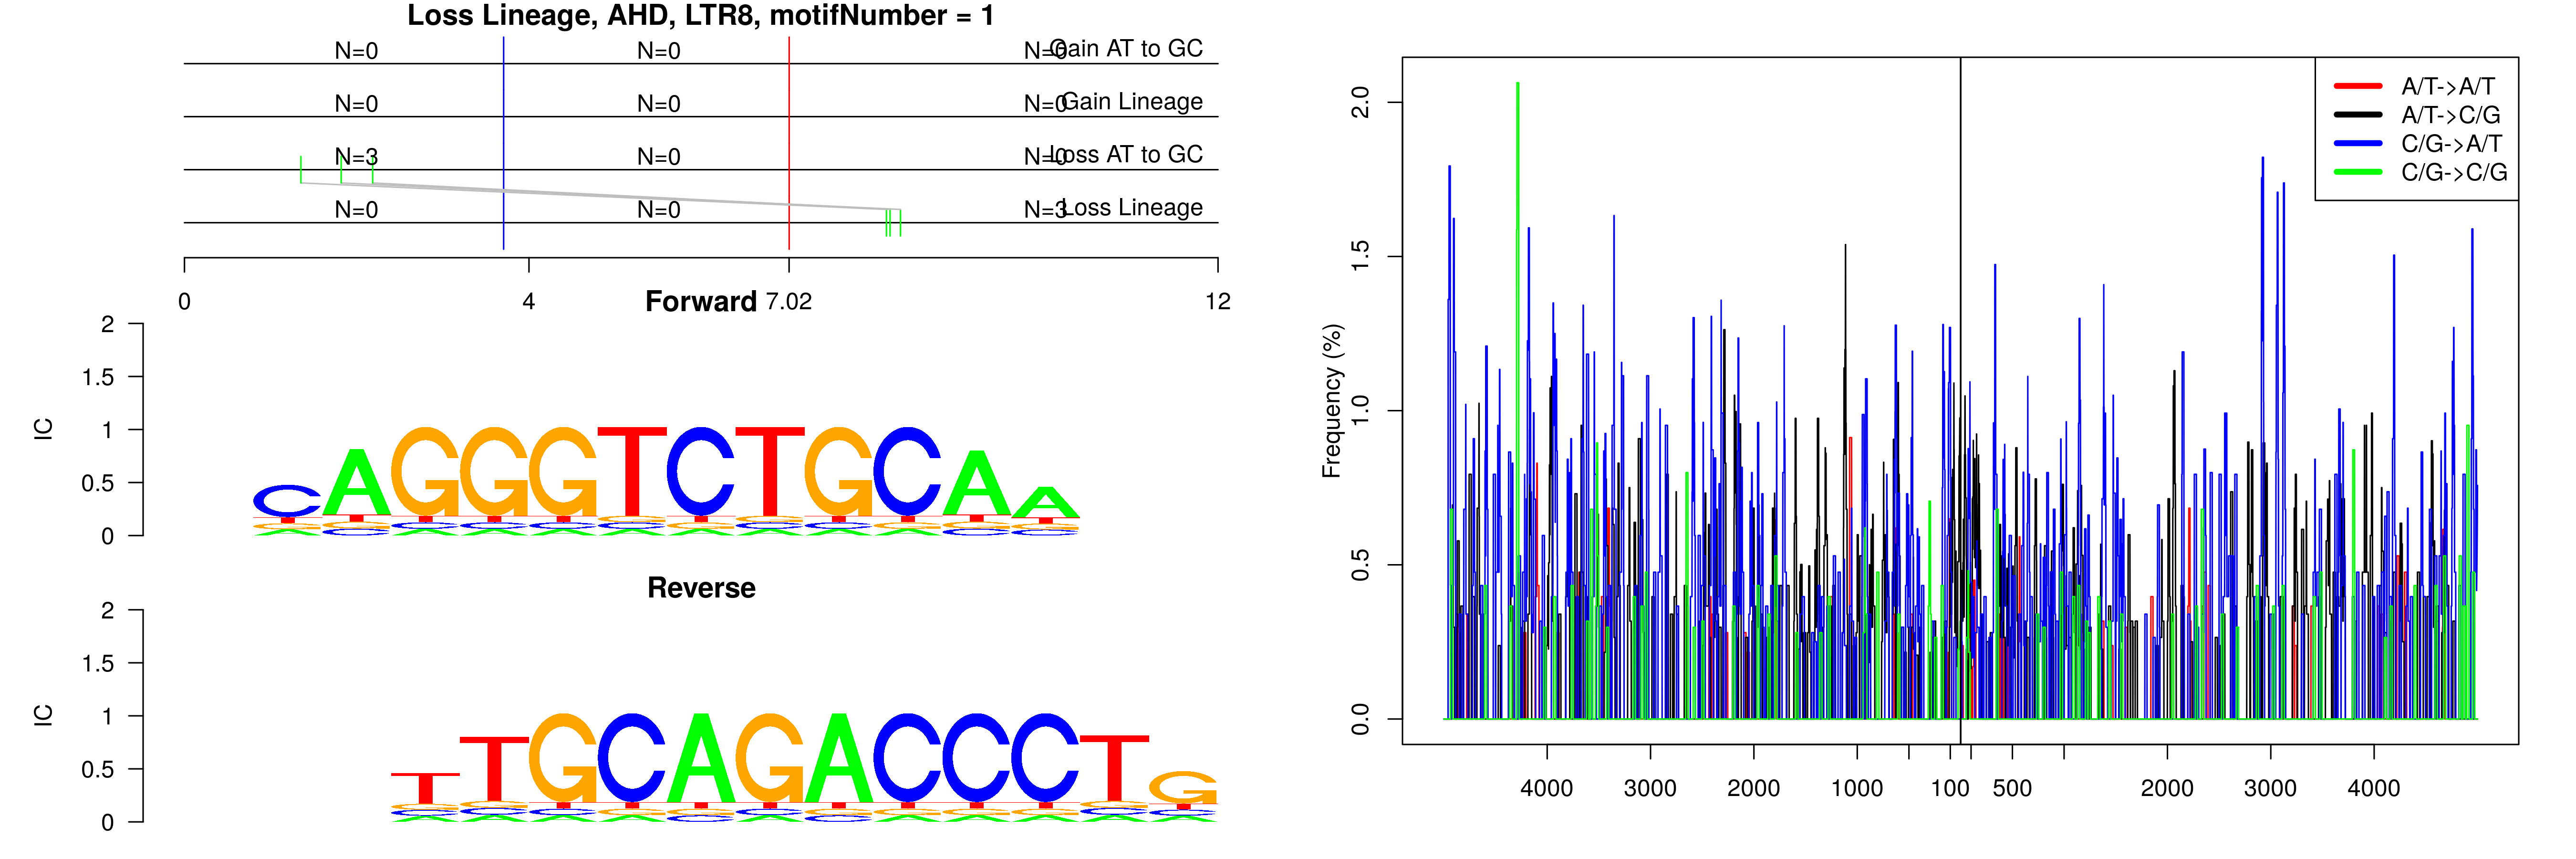 Loss Lineage, AHD, LTR8, motifNumber = 1
N=0 N=0 N=0 Gain AT to GC
N=0 N=0 N=0 Gain Lineage
N=3 N=0 N=0 Loss AT to GC
N=0 N=0 N=3 Loss Lineage
0 4 7.02 12
Forward
2
1.5
1
0.5
0
IC
CAGGGTCTGCAA
Reverse
2
1.5
1
0.5
0
IC
TTGCAGACCCTG
A/T->A/T
A/T->C/G
C/G->A/T
C/G->C/G
2.0
1.5
1.0
0.5
0.0
Frequency (%)
4000 3000 2000 1000 100 500 2000 3000 4000